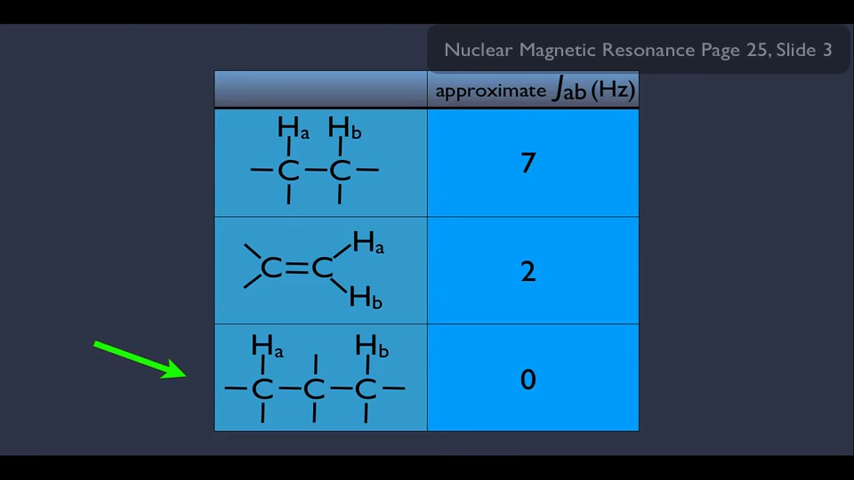 Nuclear Magnetic Resonance Page 25, Slide 3
approximate Jab (Hz)
Ha Hb
C C
7
Ha
C C
Hb
2
Ha Hb
C C C
0